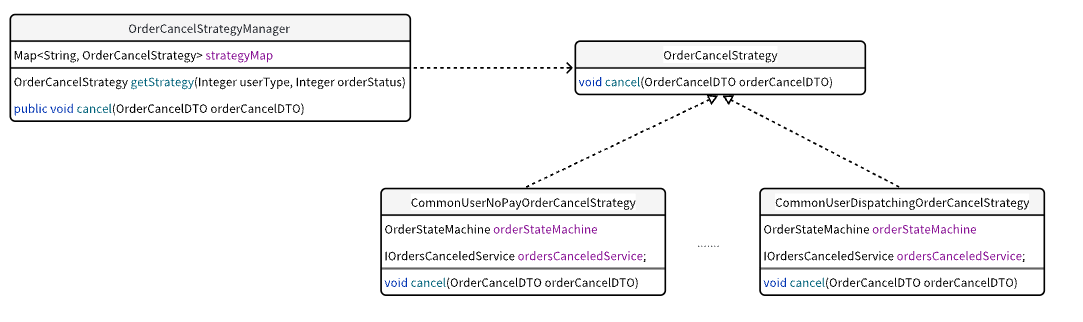 OrderCancelStrategyManager
Map<String, OrderCancelStrategy> strategyMap
OrderCancelStrategy getStrategy(Integer userType, Integer orderStatus)
public void cancel(OrderCancelDTO orderCancelDTO)
OrderCancelStrategy
void cancel(OrderCancelDTO orderCancelDTO)
CommonUserNoPayOrderCancelStrategy
OrderStateMachine orderStateMachine
IOrdersCanceledService ordersCanceledService;
void cancel(OrderCancelDTO orderCancelDTO)
.......
CommonUserDispatchingOrderCancelStrategy
OrderStateMachine orderStateMachine
IOrdersCanceledService ordersCanceledService;
void cancel(OrderCancelDTO orderCancelDTO)